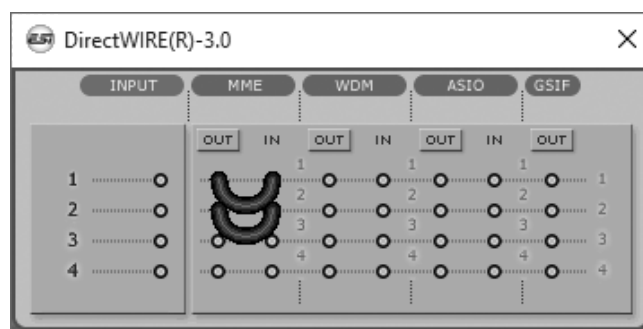 ESI DirectWIRE(R)-3.0
INPUT MME WDM ASIO GSIF
OUT IN OUT IN OUT IN OUT
1 1 1 1 1
2 2 2 2 2
3 3 3 3 3
4 4 4 4 4